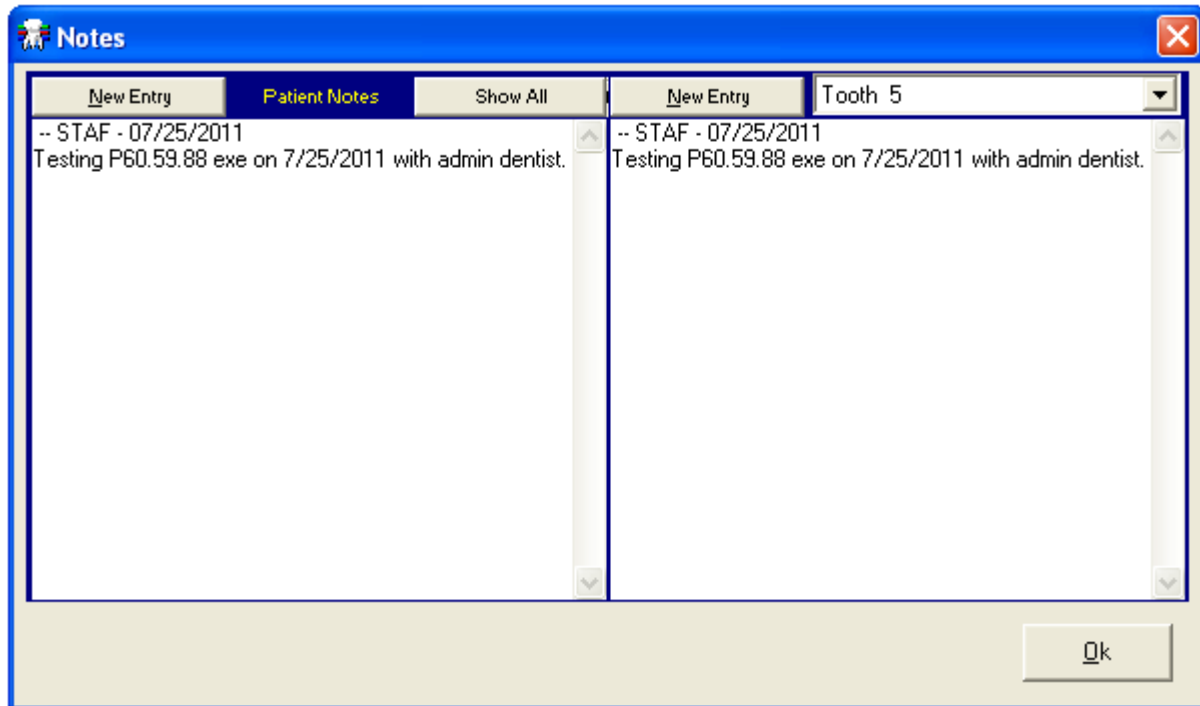 Notes
New Entry Patient Notes Show All New Entry Tooth 5
-- STAF - 07/25/2011
Testing P60.59.88 exe on 7/25/2011 with admin dentist.
-- STAF - 07/25/2011
Testing P60.59.88 exe on 7/25/2011 with admin dentist.
Ok